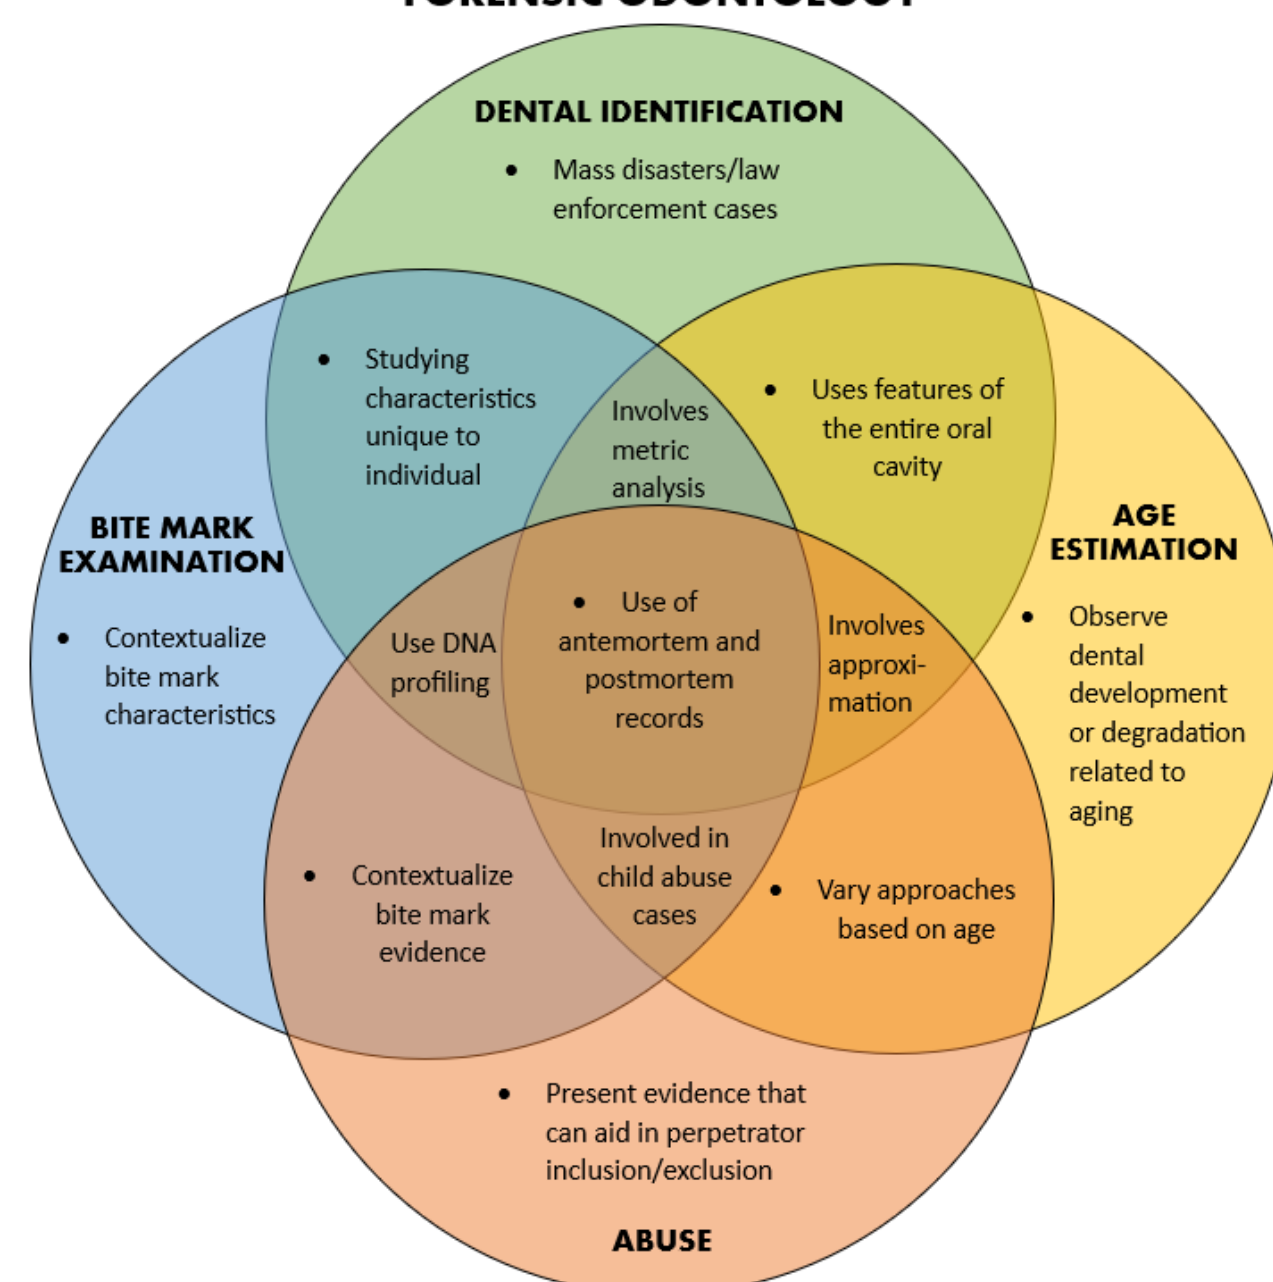 FORENSIC ODONTOLOGY
DENTAL IDENTIFICATION
• Mass disasters/law
enforcement cases
• Studying
characteristics
unique to
individual
Involves
metric
analysis
• Uses features of
the entire oral
cavity
BITE MARK
EXAMINATION
• Contextualize
bite mark
characteristics
AGE
ESTIMATION
• Observe
dental
development
or degradation
related to
aging
Use DNA
profiling
• Use of
antemortem and
postmortem
records
Involves
approxi-
mation
• Contextualize
bite mark
evidence
Involved in
child abuse
cases
• Vary approaches
based on age
• Present evidence that
can aid in perpetrator
inclusion/exclusion
ABUSE